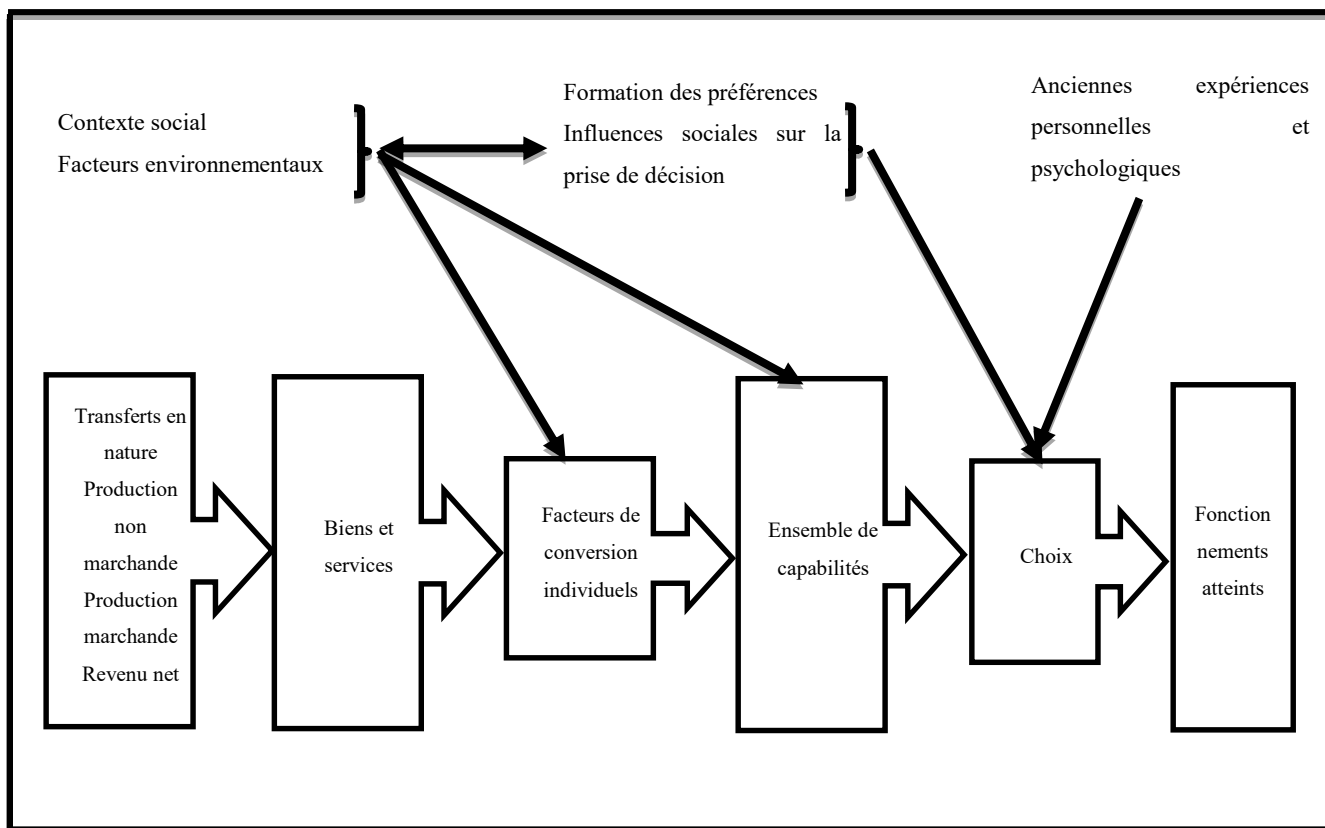 Contexte social
Facteurs environnementaux
Formation des préférences
Influences sociales sur la
prise de décision
Anciennes expériences
personnelles et
psychologiques
Transferts en
nature
Production
non
marchande
Production
marchande
Revenu net
Biens et
services
Facteurs de
conversion
individuels
Ensemble de
capabilités
Choix
Fonction
nements
atteints